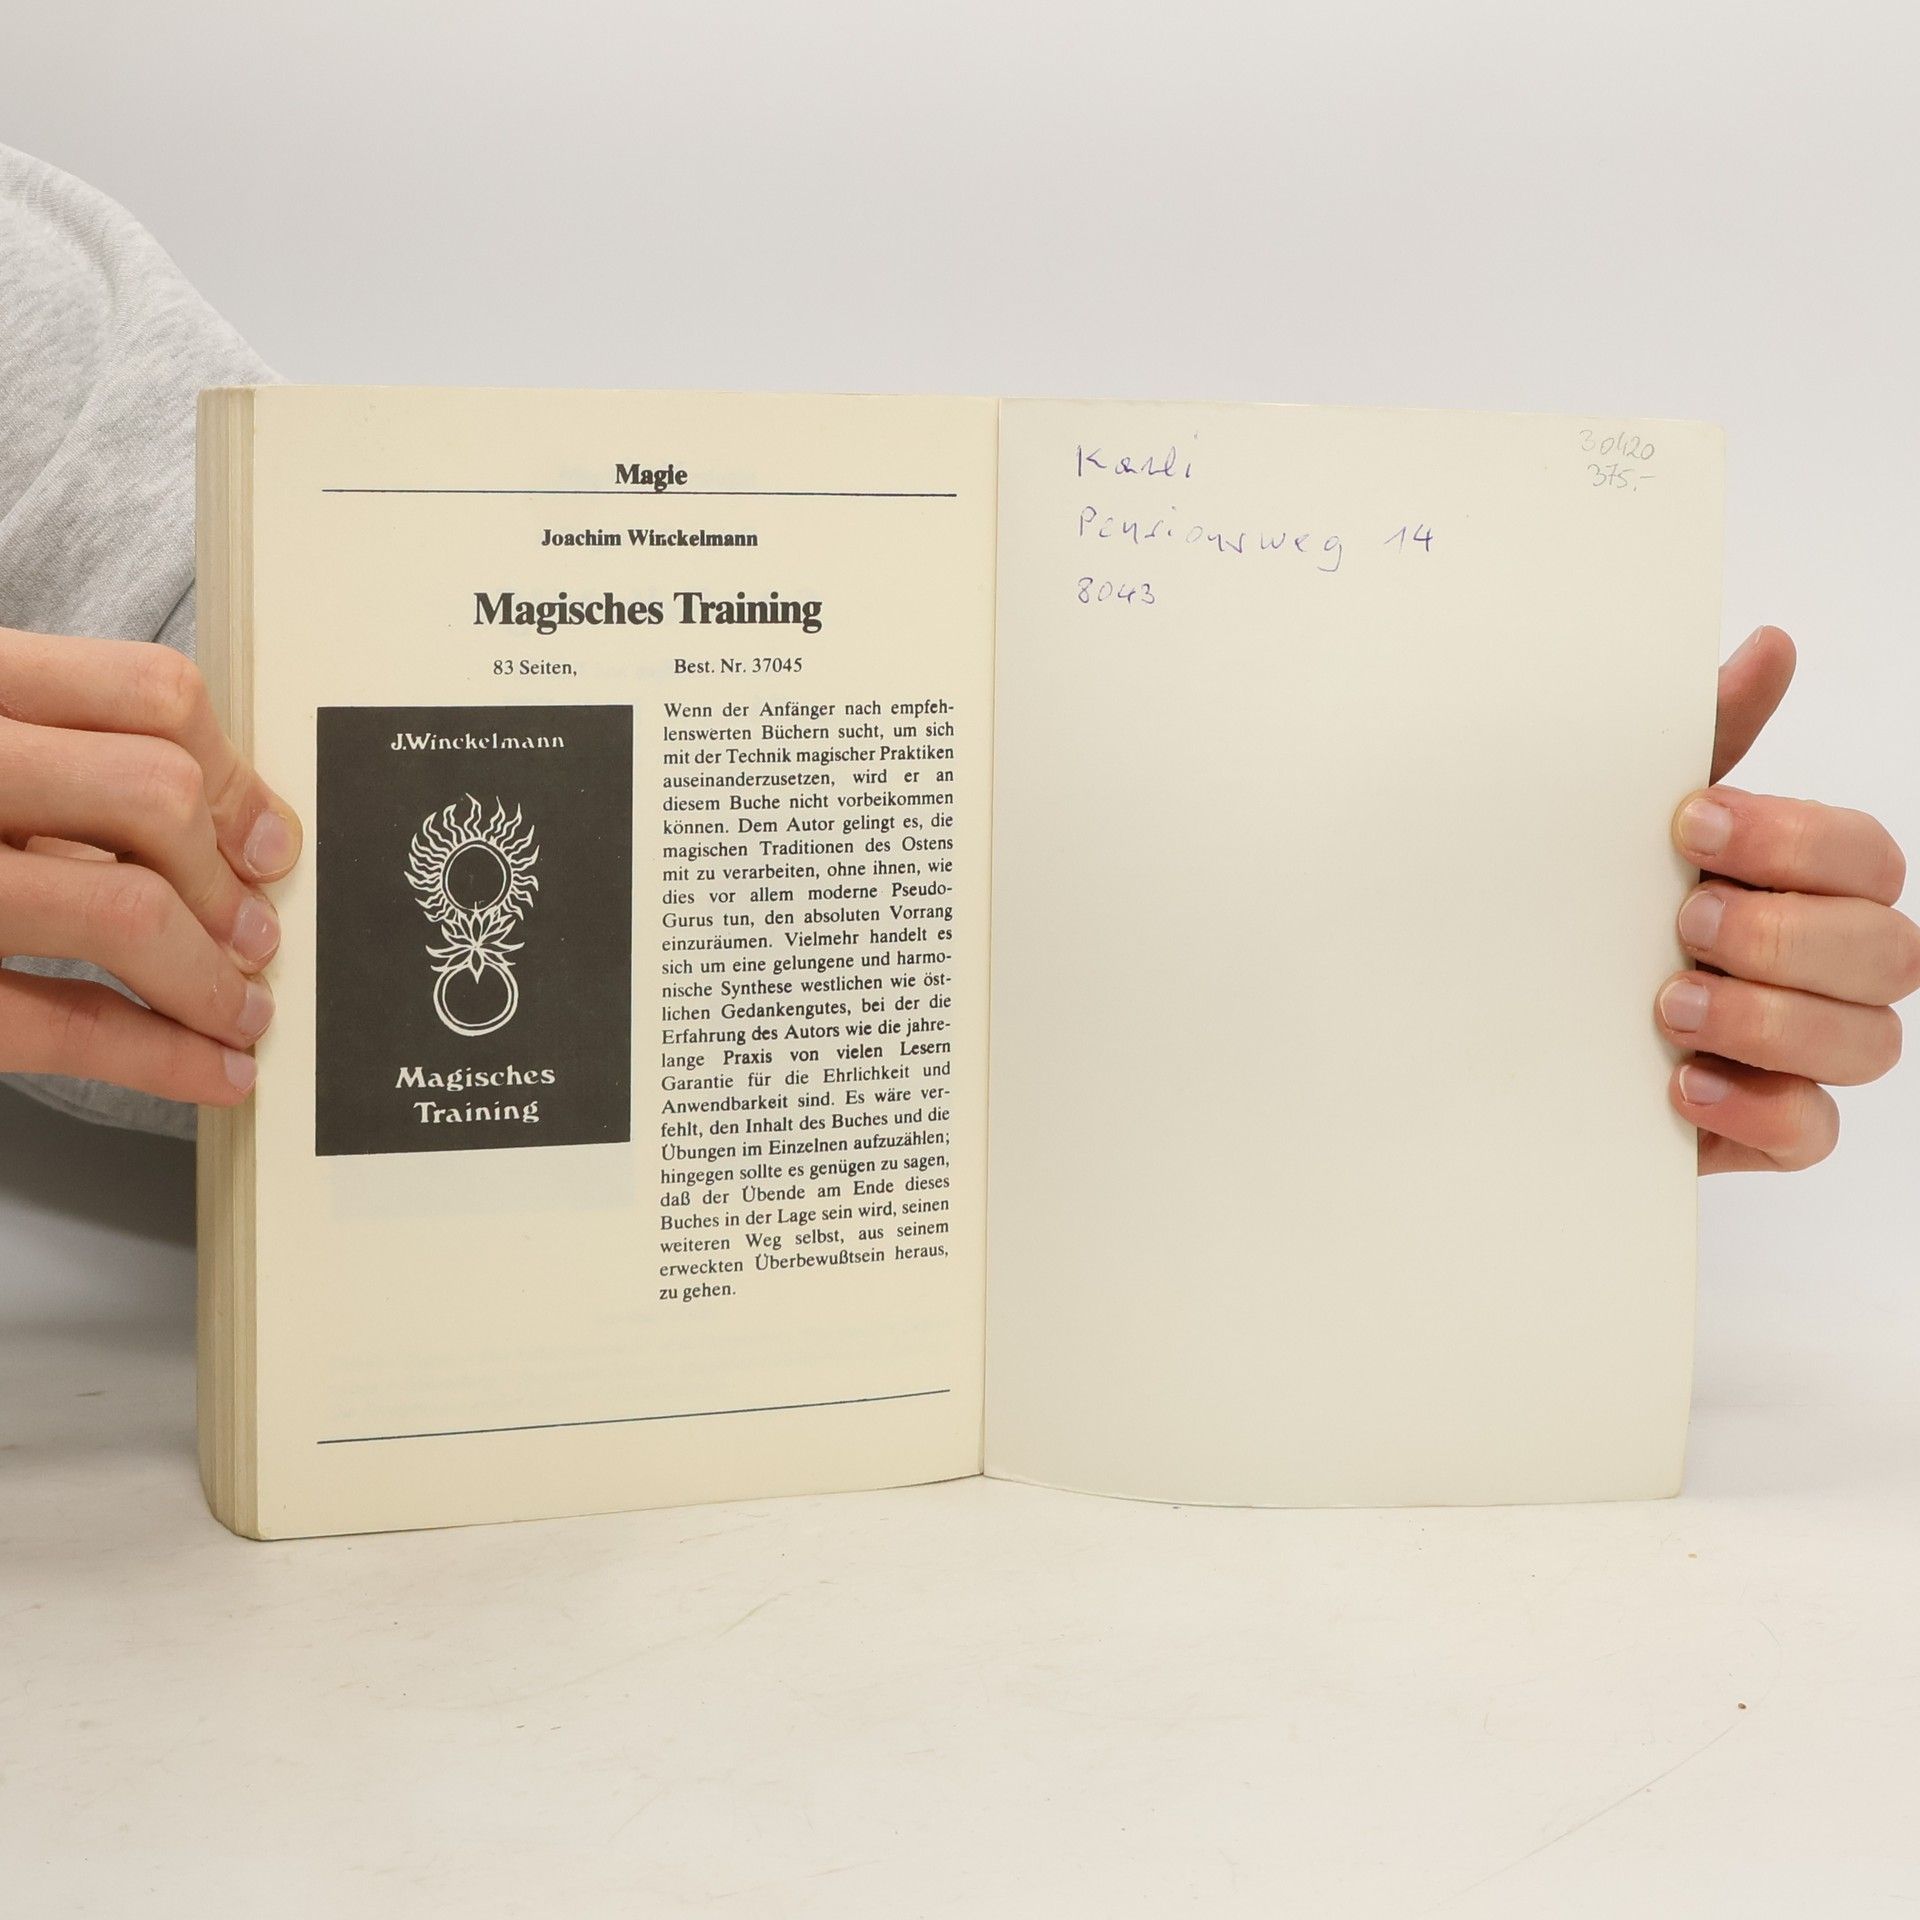 Magie
Joachim Winckelmann
Magisches Training
83 Seiten, Best. Nr. 37045
J.Winckelmann
Magisches
Training
Wenn der Anfänger nach empfeh-
lenswerten Büchern sucht, um sich
mit der Technik magischer Praktiken
auseinanderzusetzen, wird er an
diesem Buche nicht vorbeikommen
können. Dem Autor gelingt es, die
magischen Traditionen des Ostens
mit zu verarbeiten, ohne ihnen, wie
dies vor allem moderne Pseudo-
Gurus tun, den absoluten Vorrang
einzuräumen. Vielmehr handelt es
sich um eine gelungene und harmo-
nische Synthese westlichen wie öst-
lichen Gedankengutes, bei der die
Erfahrung des Autors wie die jahre-
lange Praxis von vielen Lesern
Garantie für die Ehrlichkeit und
Anwendbarkeit sind. Es wäre ver-
fehlt, den Inhalt des Buches und die
Übungen im Einzelnen aufzuzählen;
hingegen sollte es genügen zu sagen,
daß der Übende am Ende dieses
Buches in der Lage sein wird, seinen
weiteren Weg selbst, aus seinem
erweckten Überbewußtsein heraus,
zu gehen.
Pensionsweg 14
8043
30420
375,-